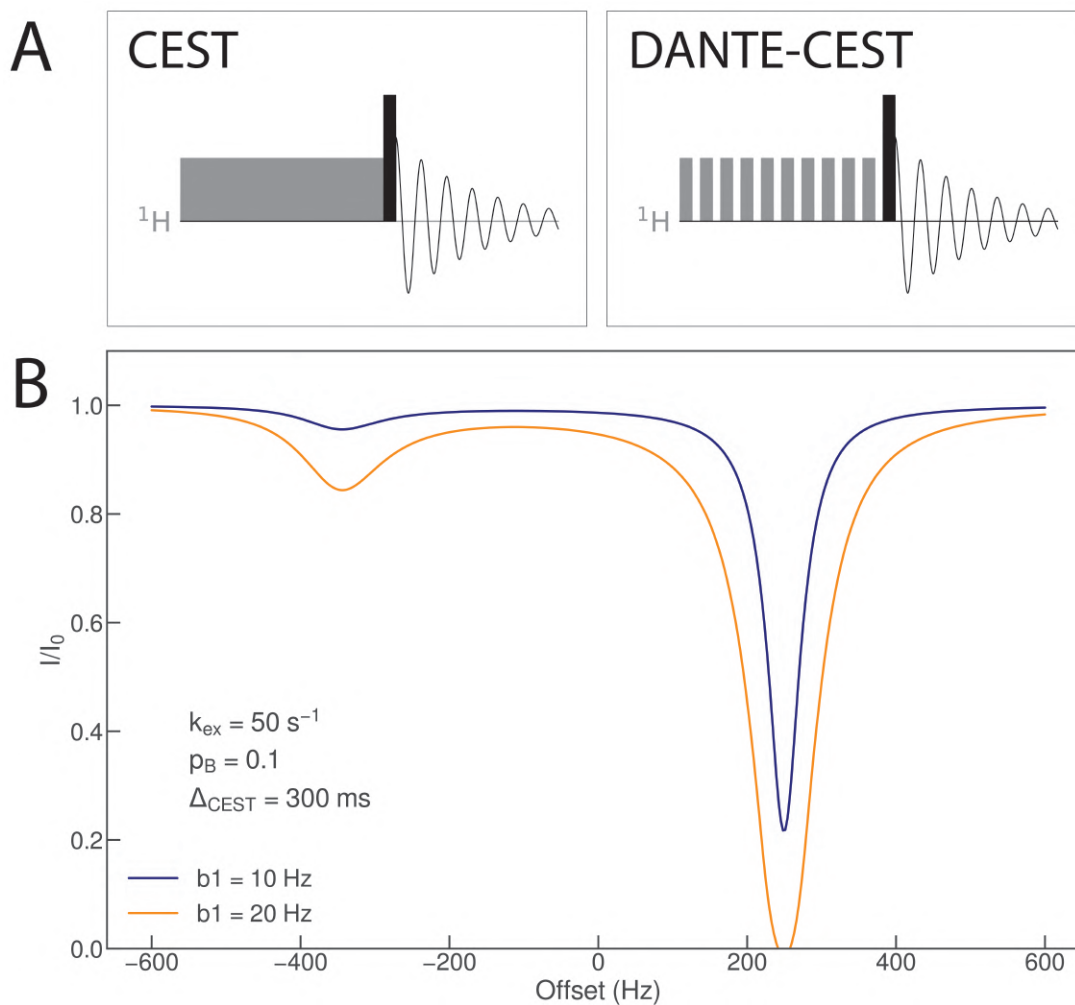 A
CEST
DANTE-CEST
¹H
¹H
B
1.0
0.8
0.6
0.4
0.2
0.0
I/I₀
kₑₓ = 50 s⁻¹
p_B = 0.1
Δ_CEST = 300 ms
b1 = 10 Hz
b1 = 20 Hz
−600 −400 −200 0 200 400 600
Offset (Hz)